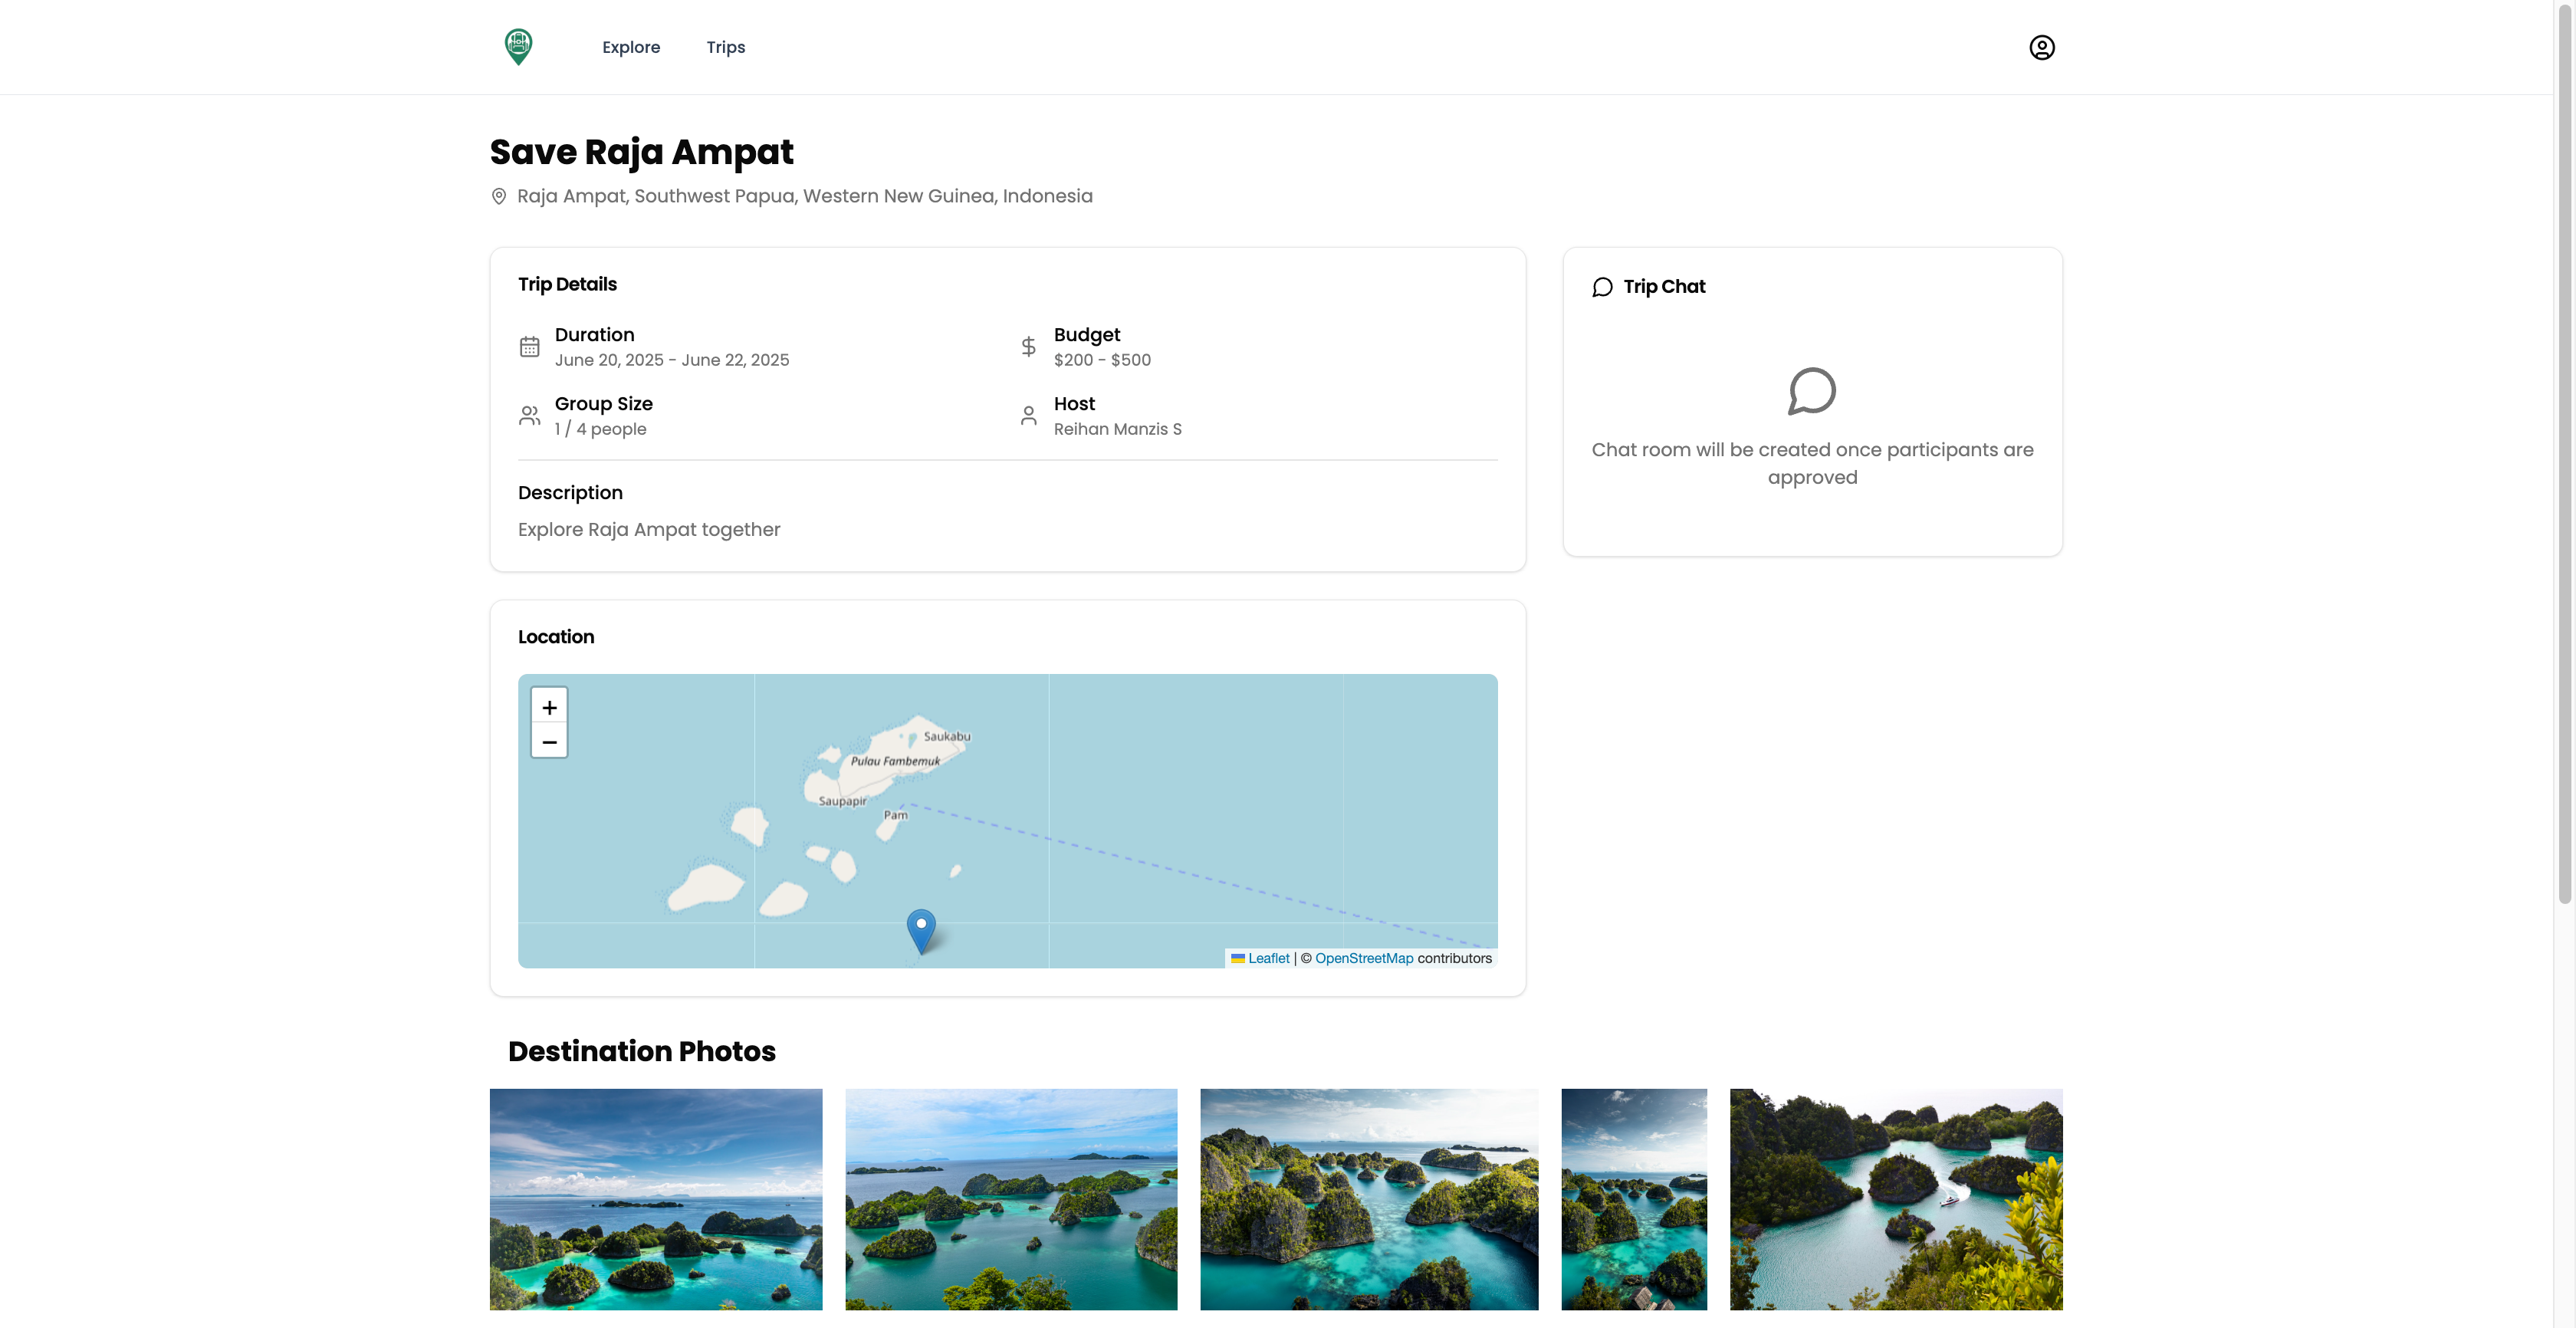 Explore
Trips
Save Raja Ampat
Raja Ampat, Southwest Papua, Western New Guinea, Indonesia
Trip Details
Duration
June 20, 2025 - June 22, 2025
Budget
$200 - $500
Group Size
1 / 4 people
Host
Reihan Manzis S
Description
Explore Raja Ampat together
Trip Chat
Chat room will be created once participants are
approved
Location
+
−
Saukabu
Pulau Fambemuk
Saupapir
Pam
Leaflet | © OpenStreetMap contributors
Destination Photos